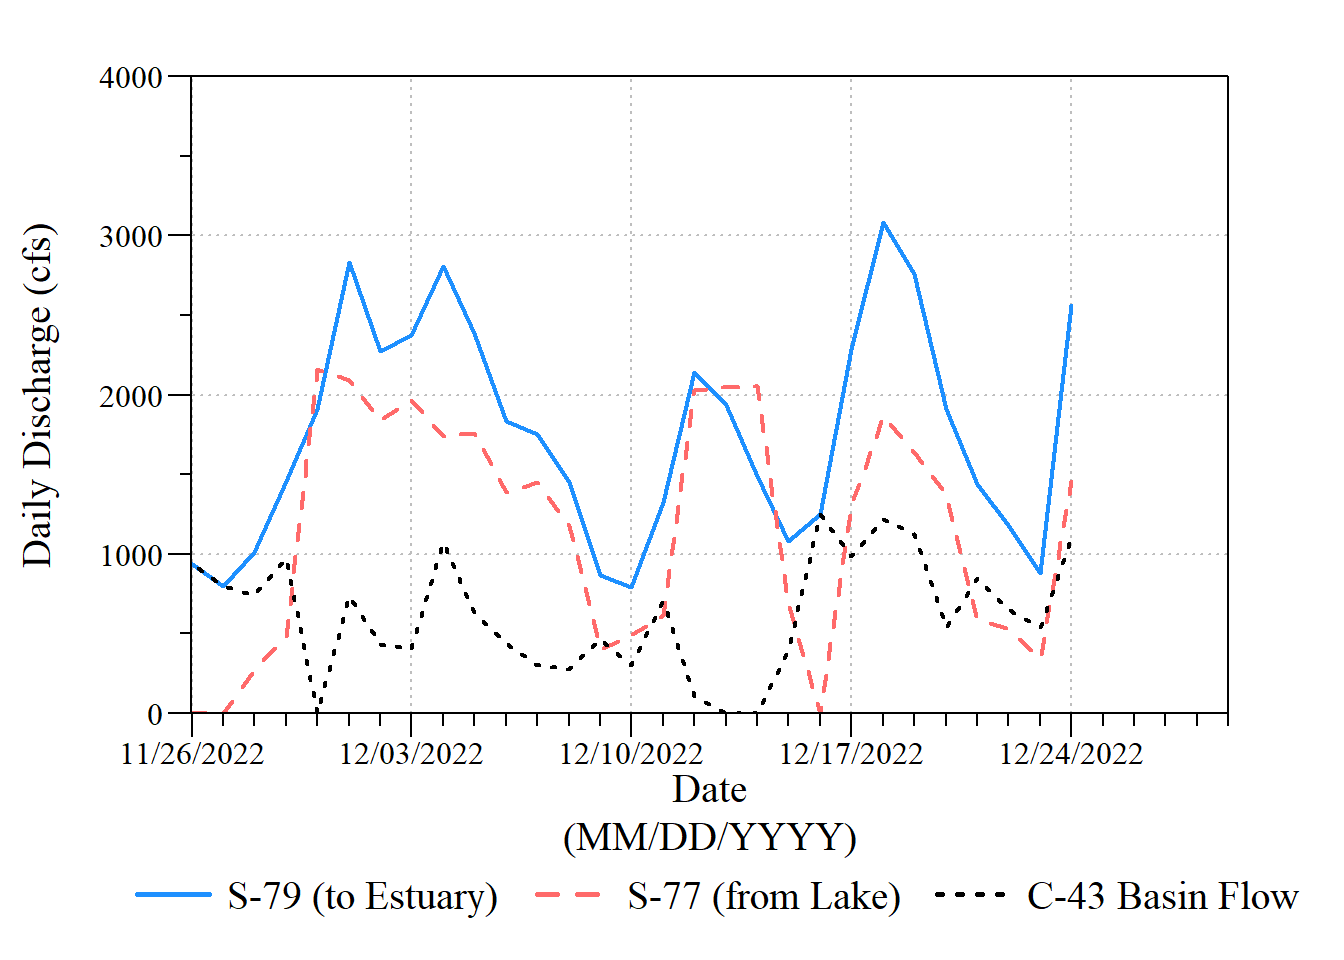 4000
3000
2000
1000
0
Daily Discharge (cfs)
11/26/2022 12/03/2022 12/10/2022 12/17/2022 12/24/2022
Date
(MM/DD/YYYY)
S-79 (to Estuary) S-77 (from Lake) C-43 Basin Flow